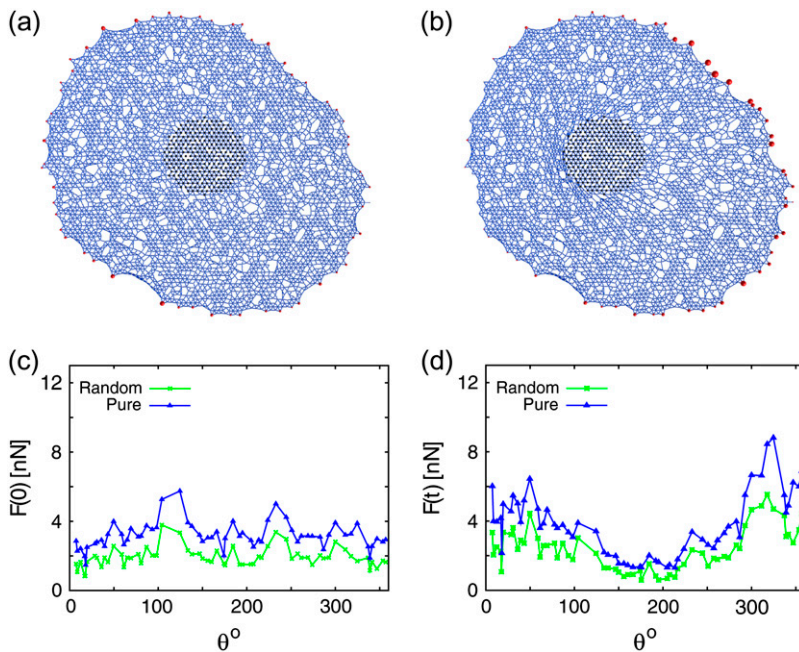 (a) (b)
(c) (d)
12
Random
Pure
8
F(0) [nN]
4
0
0 100 200 300
θ°
12
Random
Pure
8
F(t) [nN]
4
0
0 100 200 300
θ°